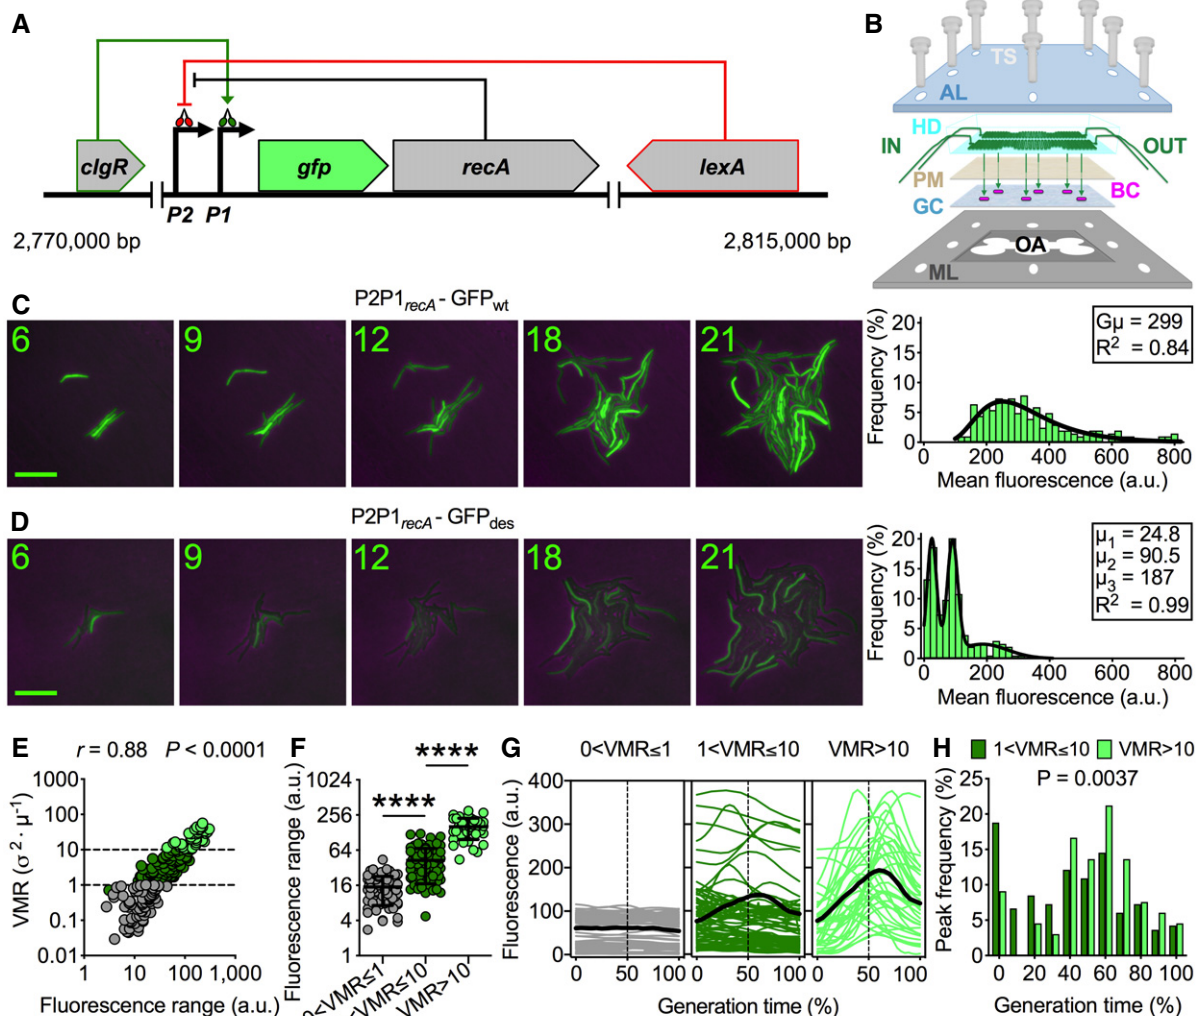 A
clgR
gfp
recA
lexA
P2 P1
2,770,000 bp
2,815,000 bp
B
TS
AL
HD
IN
OUT
PM
BC
GC
OA
ML
C
P2P1recA - GFPwt
6
9
12
18
21
Frequency (%)
20
15
10
5
0
0 200 400 600 800
Mean fluorescence (a.u.)
Gμ = 299
R² = 0.84
D
P2P1recA - GFPdes
6
9
12
18
21
Frequency (%)
20
15
10
5
0
0 200 400 600 800
Mean fluorescence (a.u.)
μ₁ = 24.8
μ₂ = 90.5
μ₃ = 187
R² = 0.99
E
r = 0.88 P < 0.0001
VMR (σ² · μ⁻¹)
1000
100
10
1
0.1
0.01
1 10 100 1,000
Fluorescence range (a.u.)
F
****
****
Fluorescence range (a.u.)
1024
256
64
16
4
1
0<VMR≤1
<VMR≤10
VMR>10
G
0<VMR≤1
1<VMR≤10
VMR>10
Fluorescence (a.u.)
400
300
200
100
0
0 50 100
0 50 100
0 50 100
Generation time (%)
H
1<VMR≤10
VMR>10
P = 0.0037
Peak frequency (%)
25
20
15
10
5
0
0 20 40 60 80 100
Generation time (%)